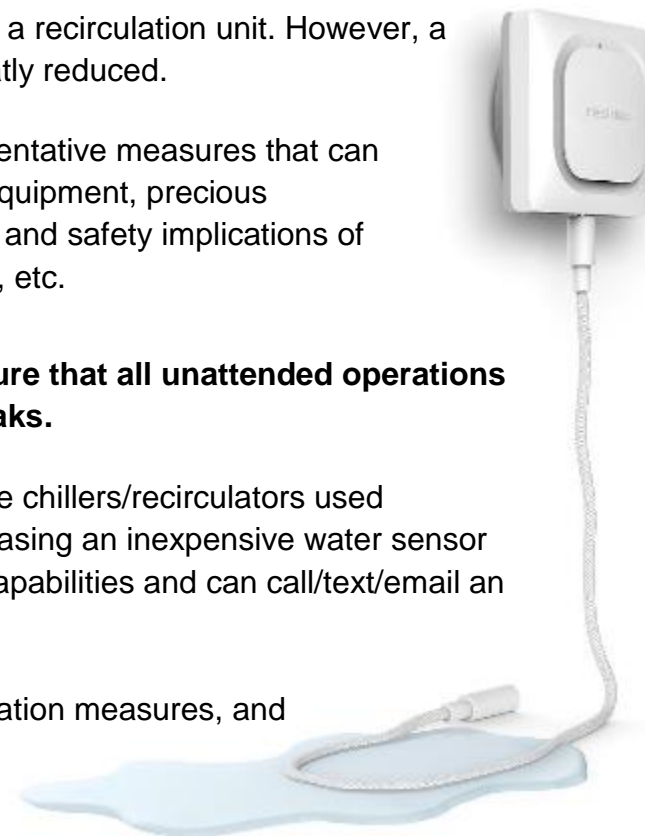 a recirculation unit. However, a
tly reduced.
entative measures that can
quipment, precious
and safety implications of
, etc.
ure that all unattended operations
aks.
e chillers/recirculators used
asing an inexpensive water sensor
apabilities and can call/text/email an
ation measures, and